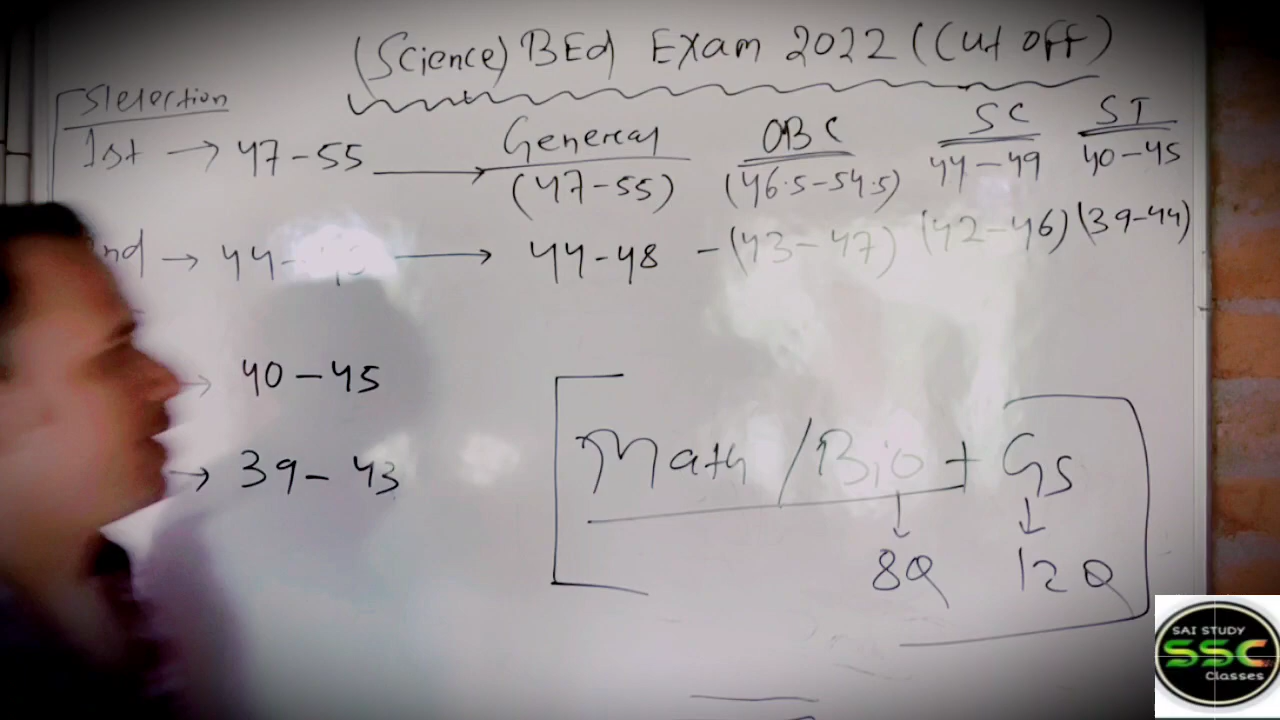 (Science) BEd Exam 2022 (Cut off)
Slelection
General OBC SC ST
1st → 47-55 → (47-55) (46.5-54.5) 44-49 40-45
nd → 44- → 44-48 - (43-47) (42-46) (39-44)
→ 40-45
→ 39-43
Math / Bio + Gs
↓ ↓
8Q 12Q
SAI STUDY
SSC
Classes